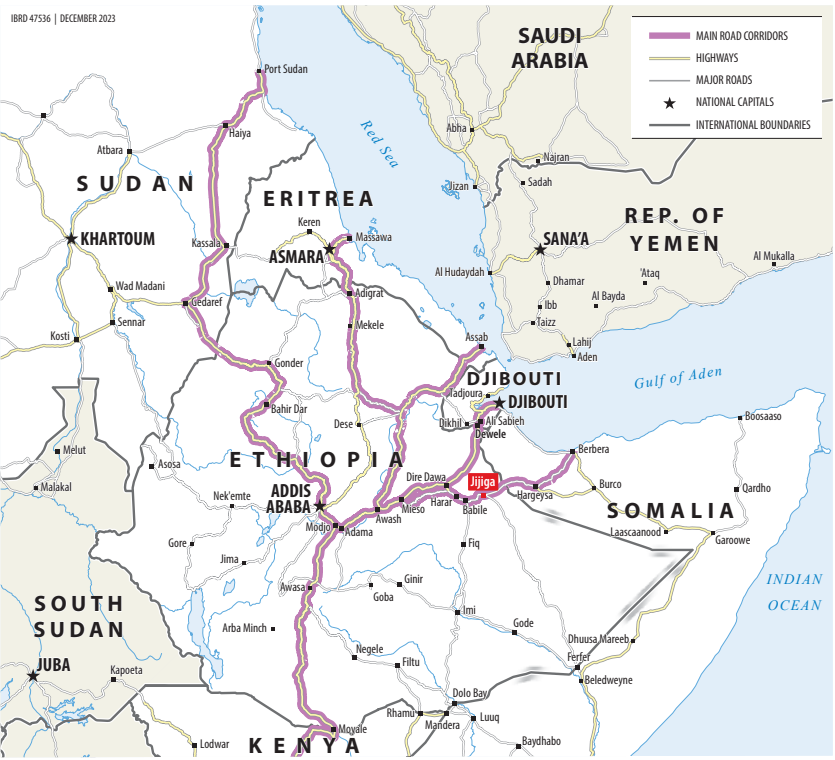 IBRD 47536 | DECEMBER 2023
MAIN ROAD CORRIDORS
HIGHWAYS
MAJOR ROADS
NATIONAL CAPITALS
INTERNATIONAL BOUNDARIES
SAUDI
ARABIA
Port Sudan
Red Sea
Haiya
Abha
Atbara
Najran
Jizan
Sadah
SUDAN
ERITREA
REP. OF
YEMEN
Keren
Massawa
KHARTOUM
Kassala
ASMARA
SANA'A
Al Hudaydah
Al Mukalla
'Ataq
Dhamar
Wad Madani
Gedaref
Adigrat
Ibb
Al Bayda
Sennar
Mekele
Taizz
Kosti
Assab
Lahij
Aden
Gonder
DJIBOUTI
Gulf of Aden
Tadjoura
DJIBOUTI
Bahir Dar
Dese
Dikhil
Ali Sabieh
Dewele
Boosaaso
Melut
Asosa
ETHIOPIA
Berbera
Malakal
Dire Dawa
Jijiga
Burco
Qardho
Nek'emte
ADDIS
ABABA
Mieso
Harar
Babile
Hargeysa
SOMALIA
Awash
Modjo
Adama
Laascaanood
Garoowe
Gore
Jima
Fiq
Awasa
Goba
Ginir
INDIAN
OCEAN
SOUTH
SUDAN
Arba Minch
Imi
Gode
Dhuusa Mareeb
Negele
Filtu
Ferfer
JUBA
Kapoeta
Beledweyne
Dolo Bay
Rhamu
Mandera
Luuq
Moyale
Lodwar
KENYA
Baydhabo